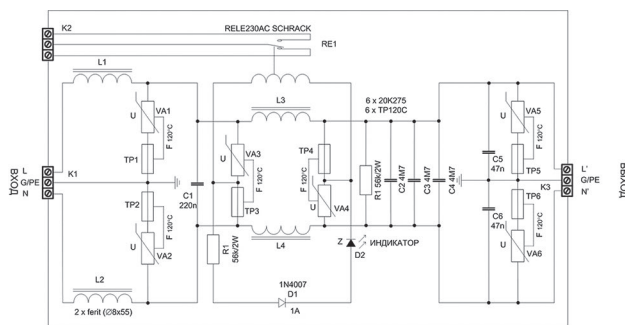 K2
RELE230AC SCHRACK
RE1
L1
L3
6 x 20K275
6 x TP120C
VA1
U
F 120°C
TP1
VA3
U
F 120°C
TP3
TP4
F 120°C
U
VA4
R1 56k/2W
C2 4M7
C3 4M7
C4 4M7
VA5
U
F 120°C
TP5
C5
47n
ВХОД
L
G/PE
N
K1
C1
220n
L'
G/PE
N'
K3
ВЫХОД
TP2
F 120°C
U
VA2
C6
47n
TP6
F 120°C
U
VA6
R1
56k/2W
L4
Z
D2
ИНДИКАТОР
L2
2 x ferit (Ø8x55)
1N4007
D1
1A